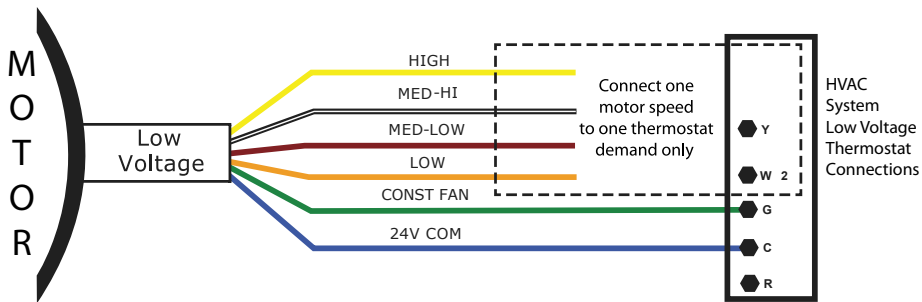 MOTOR
Low
Voltage
HIGH
MED-HI
MED-LOW
LOW
CONST FAN
24V COM
Connect one
motor speed
to one thermostat
demand only
Y
W 2
G
C
R
HVAC
System
Low Voltage
Thermostat
Connections